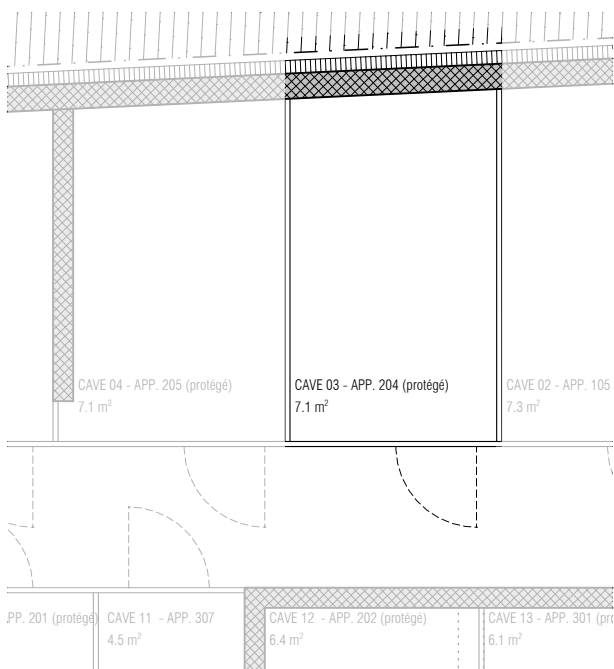 CAVE 04 - APP. 205 (protégé)
7.1 m²
CAVE 03 - APP. 204 (protégé)
7.1 m²
CAVE 02 - APP. 105
7.3 m²
PP. 201 (protégé)
CAVE 11 - APP. 307
4.5 m²
CAVE 12 - APP. 202 (protégé)
6.4 m²
CAVE 13 - APP. 301 (pro
6.1 m²